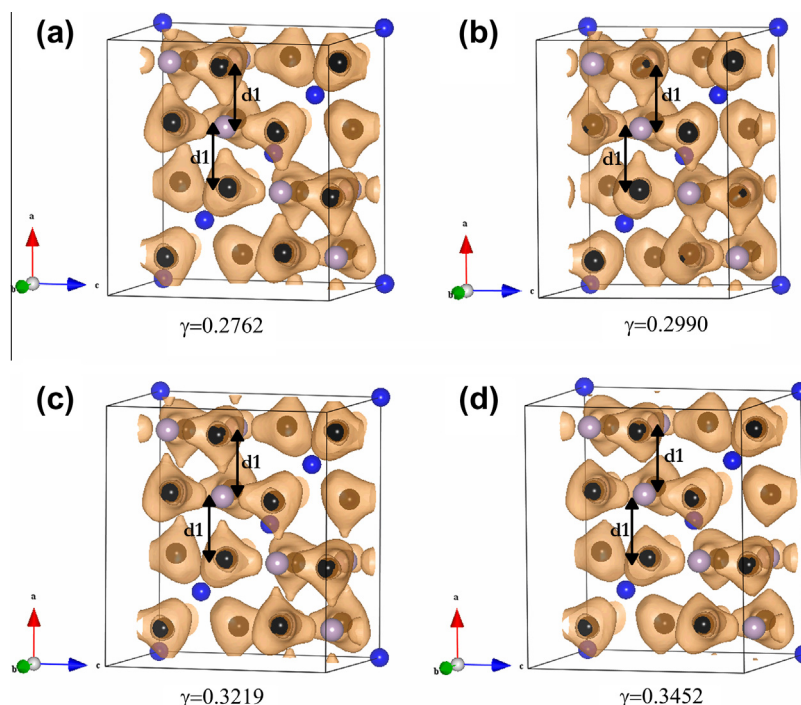 (a)
d1
d1
a
b
c
γ=0.2762
(b)
d1
d1
a
b
c
γ=0.2990
(c)
d1
d1
a
b
c
γ=0.3219
(d)
d1
d1
a
b
c
γ=0.3452